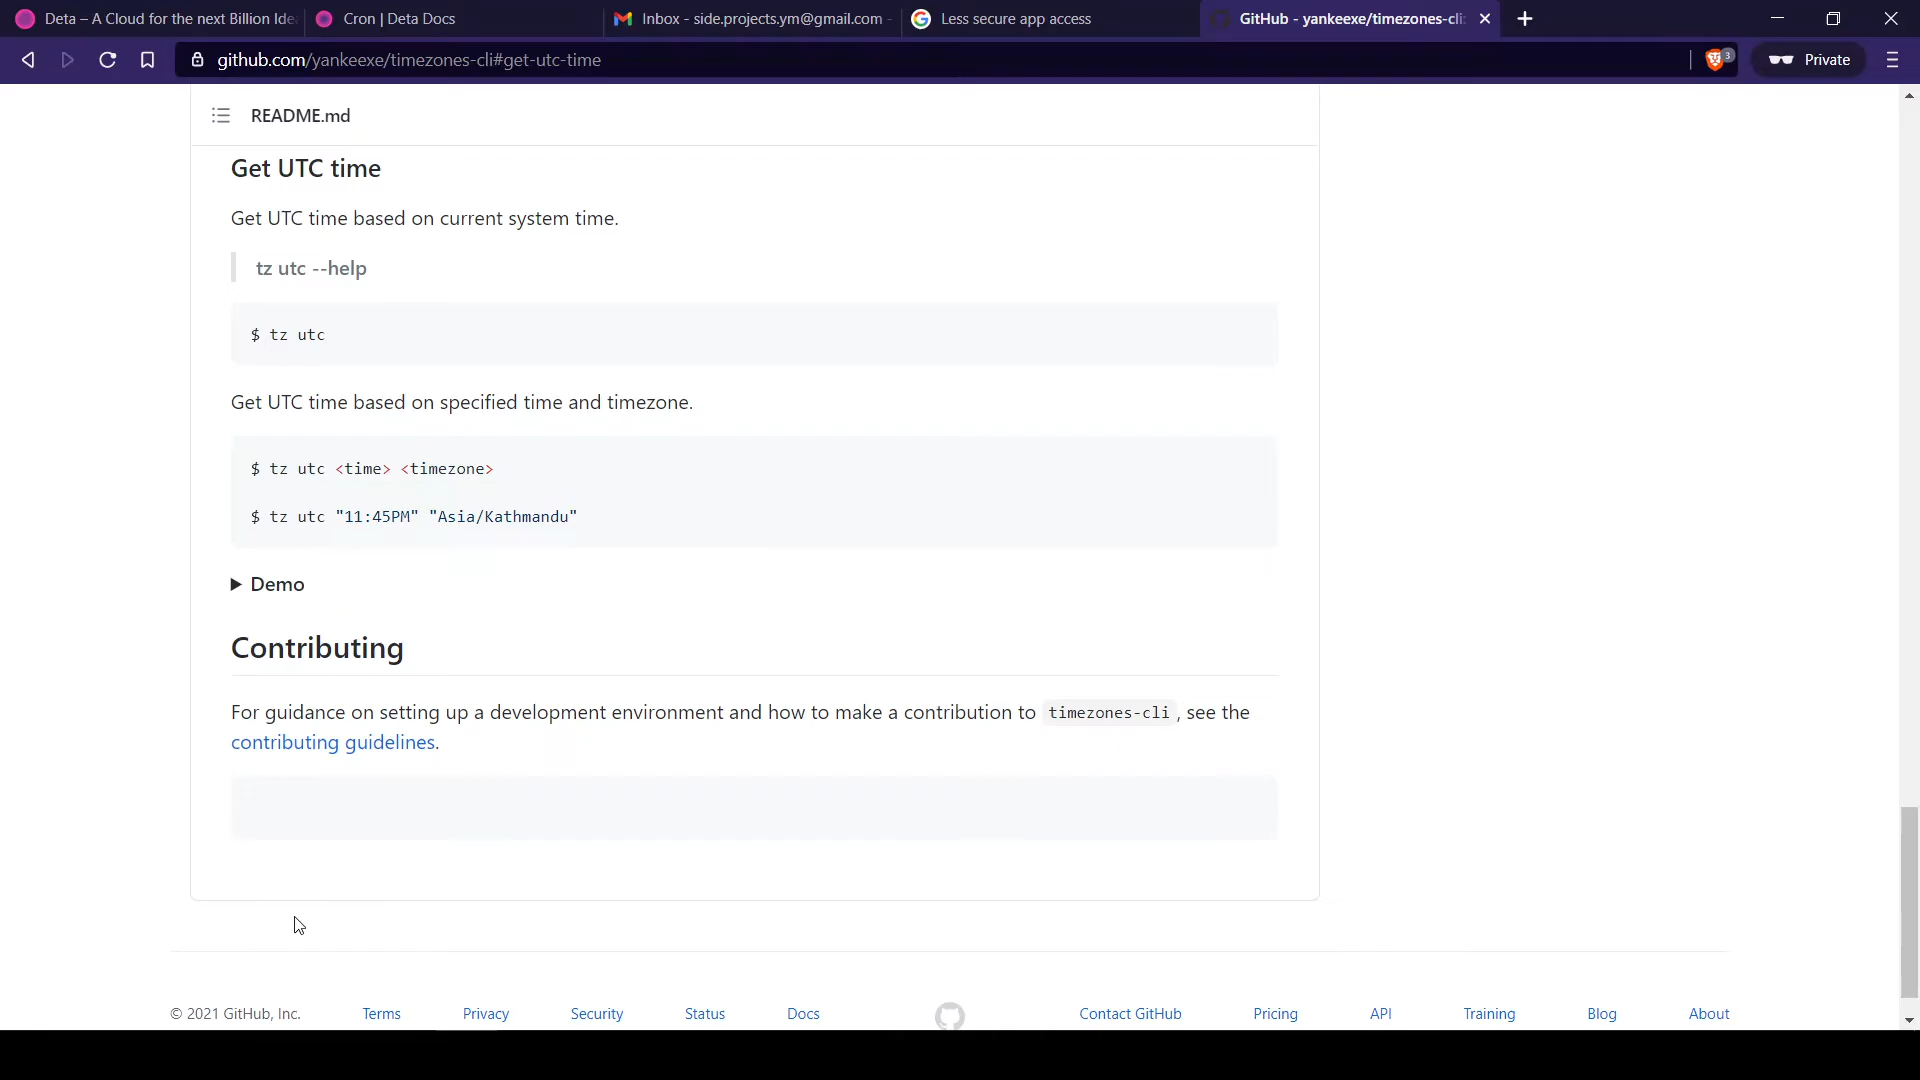 Deta – A Cloud for the next Billion Ide
Cron | Deta Docs
Inbox - side.projects.ym@gmail.com -
Less secure app access
GitHub - yankeexe/timezones-cli:
github.com/yankeexe/timezones-cli#get-utc-time
3
Private
README.md
Get UTC time
Get UTC time based on current system time.
tz utc --help
$ tz utc
Get UTC time based on specified time and timezone.
$ tz utc <time> <timezone>
$ tz utc "11:45PM" "Asia/Kathmandu"
Demo
Contributing
For guidance on setting up a development environment and how to make a contribution to timezones-cli, see the
contributing guidelines.
© 2021 GitHub, Inc.
Terms
Privacy
Security
Status
Docs
Contact GitHub
Pricing
API
Training
Blog
About